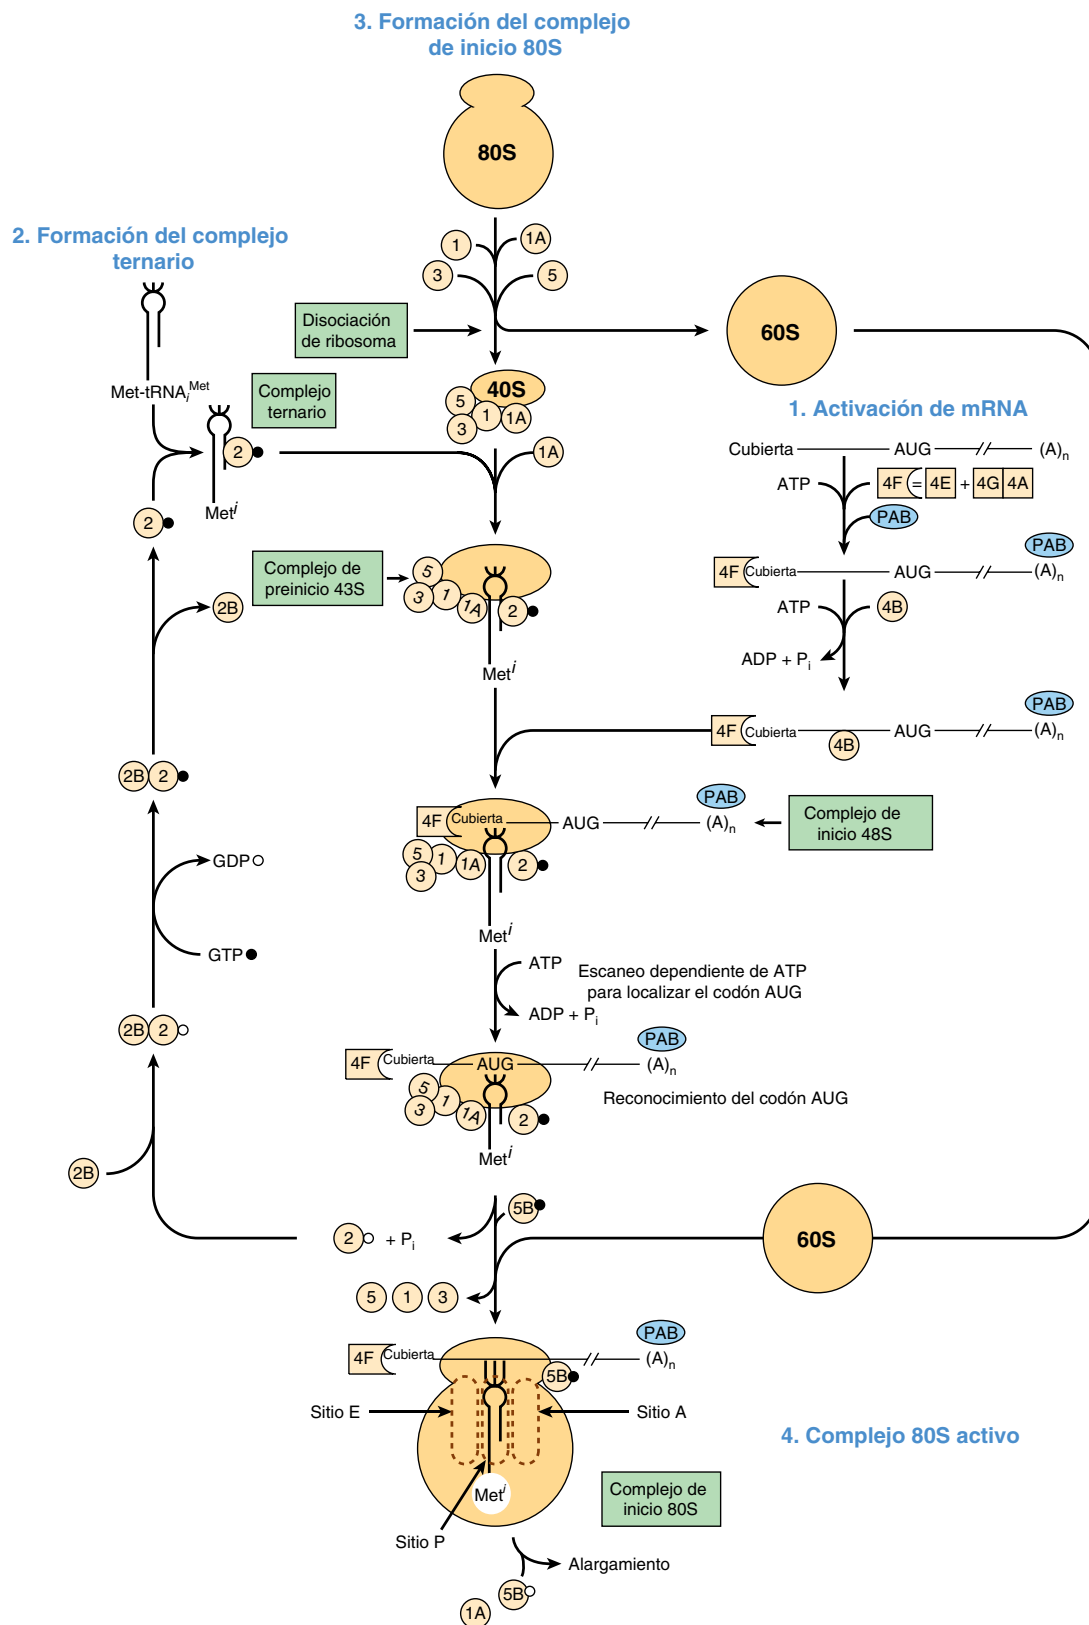 3. Formación del complejo
de inicio 80S
80S
2. Formación del complejo
ternario
1
1A
3
5
Disociación
de ribosoma
60S
Met-tRNAiMet
Complejo
ternario
40S
5
1
1A
3
1. Activación de mRNA
Cubierta AUG (A)n
2
1A
ATP
4F = 4E + 4G 4A
Meti
2
PAB
PAB
Complejo de
preinicio 43S
5
3
1
1A
2
4F Cubierta AUG (A)n
2B
ATP
4B
ADP + Pi
Meti
PAB
4F Cubierta AUG (A)n
4B
2B 2
PAB
4F Cubierta AUG (A)n
Complejo de
inicio 48S
5
1
1A
2
3
GDP
Meti
GTP
ATP
Escaneo dependiente de ATP
para localizar el codón AUG
ADP + Pi
2B 2
PAB
4F Cubierta AUG (A)n
5
1
3
1A
2
Reconocimiento del codón AUG
Meti
2B
5B
2 + Pi
60S
5 1 3
PAB
4F Cubierta (A)n
5B
Sitio E
Sitio A
4. Complejo 80S activo
Meti
Complejo de
inicio 80S
Sitio P
Alargamiento
5B
1A